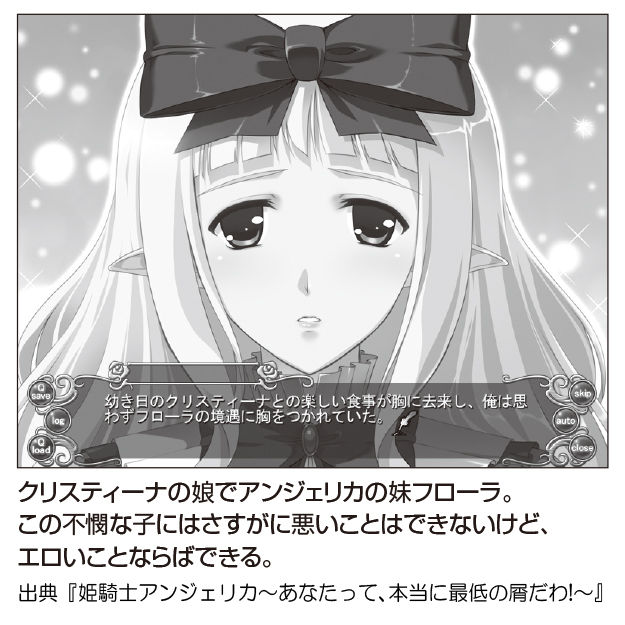 Q save
log
Q load
幼き日のクリスティーナとの楽しい食事が胸に去来し、俺は思
わずフローラの境遇に胸をつかれていた。
skip
auto
close
クリスティーナの娘でアンジェリカの妹フローラ。
この不憫な子にはさすがに悪いことはできないけど、
エロいことならばできる。
出典『姫騎士アンジェリカ〜あなたって、本当に最低の屑だわ!〜』